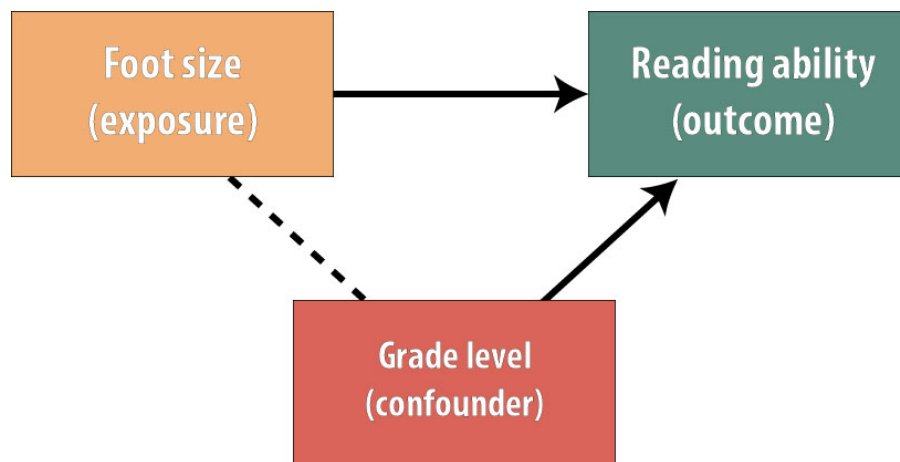 Foot size
(exposure)
Reading ability
(outcome)
Grade level
(confounder)